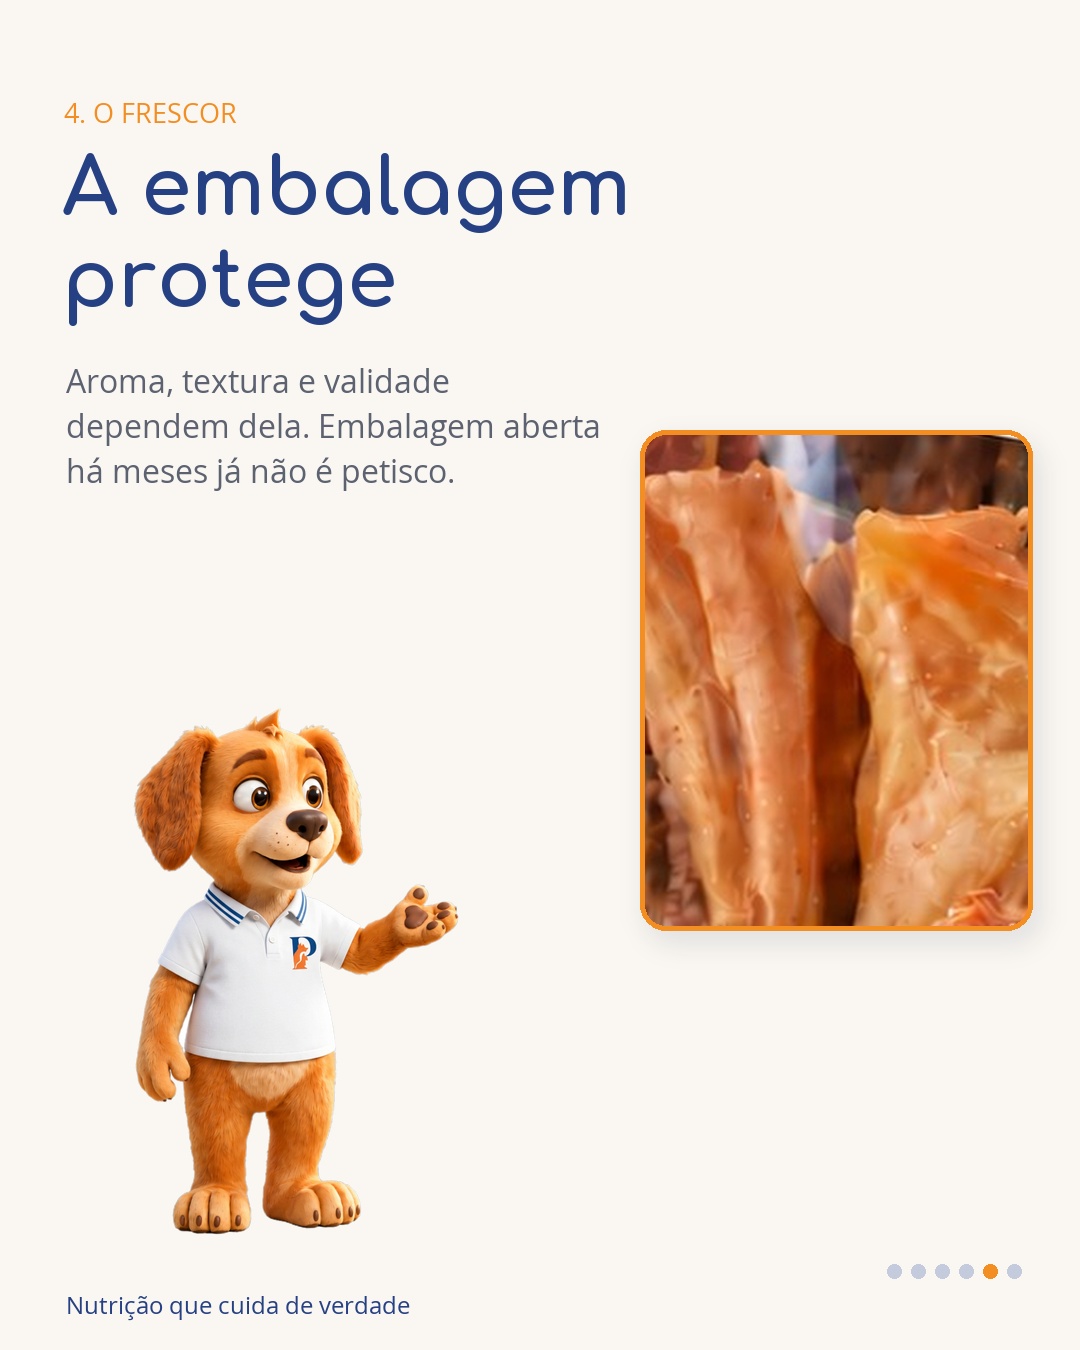 4. O FRESCOR
A embalagem
protege
Aroma, textura e validade
dependem dela. Embalagem aberta
há meses já não é petisco.
P
Nutrição que cuida de verdade